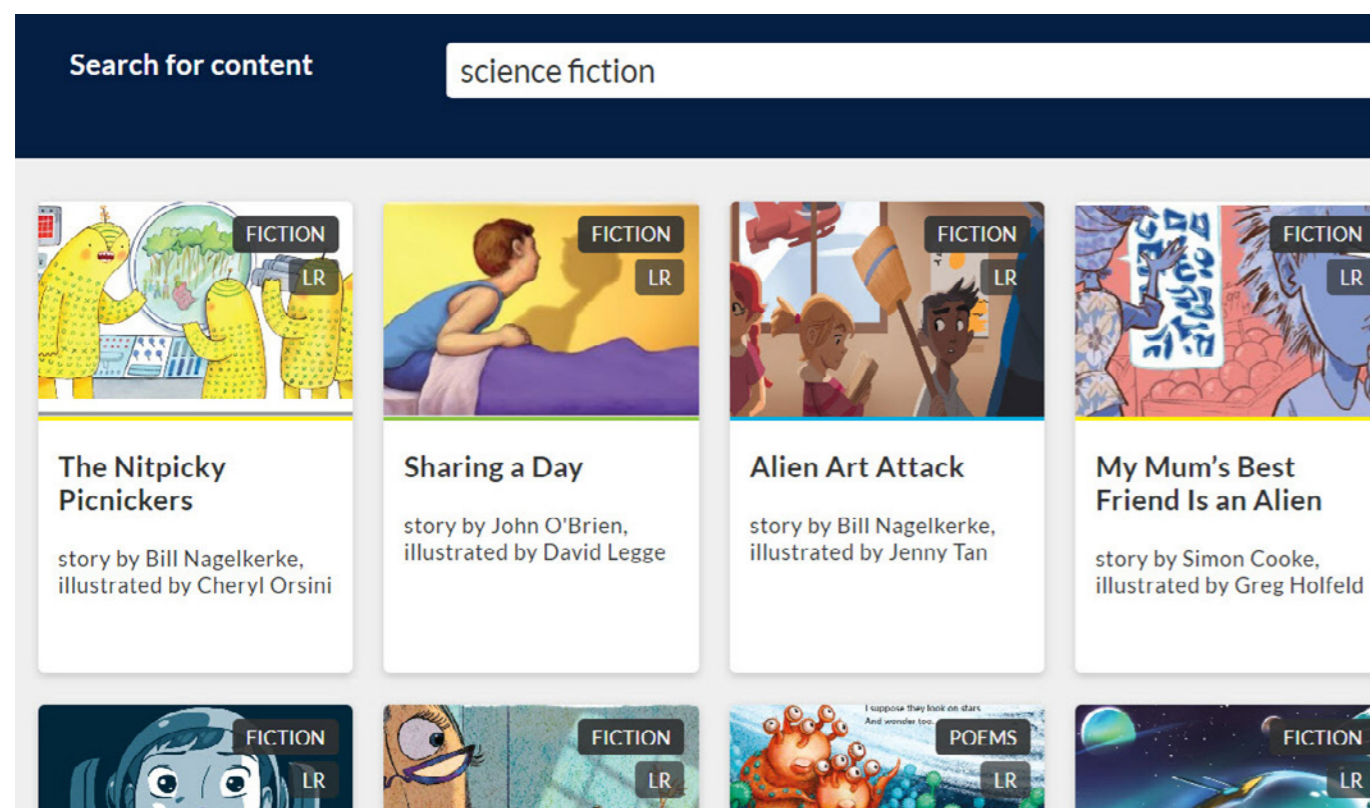 Search for content
science fiction
FICTION
LR
The Nitpicky
Picnickers
story by Bill Nagelkerke,
illustrated by Cheryl Orsini
FICTION
LR
Sharing a Day
story by John O'Brien,
illustrated by David Legge
FICTION
LR
Alien Art Attack
story by Bill Nagelkerke,
illustrated by Jenny Tan
FICTION
LR
My Mum’s Best
Friend Is an Alien
story by Simon Cooke,
illustrated by Greg Holfeld
FICTION
LR
FICTION
LR
I suppose they look on stars
And wonder too.
POEMS
LR
FICTION
LR